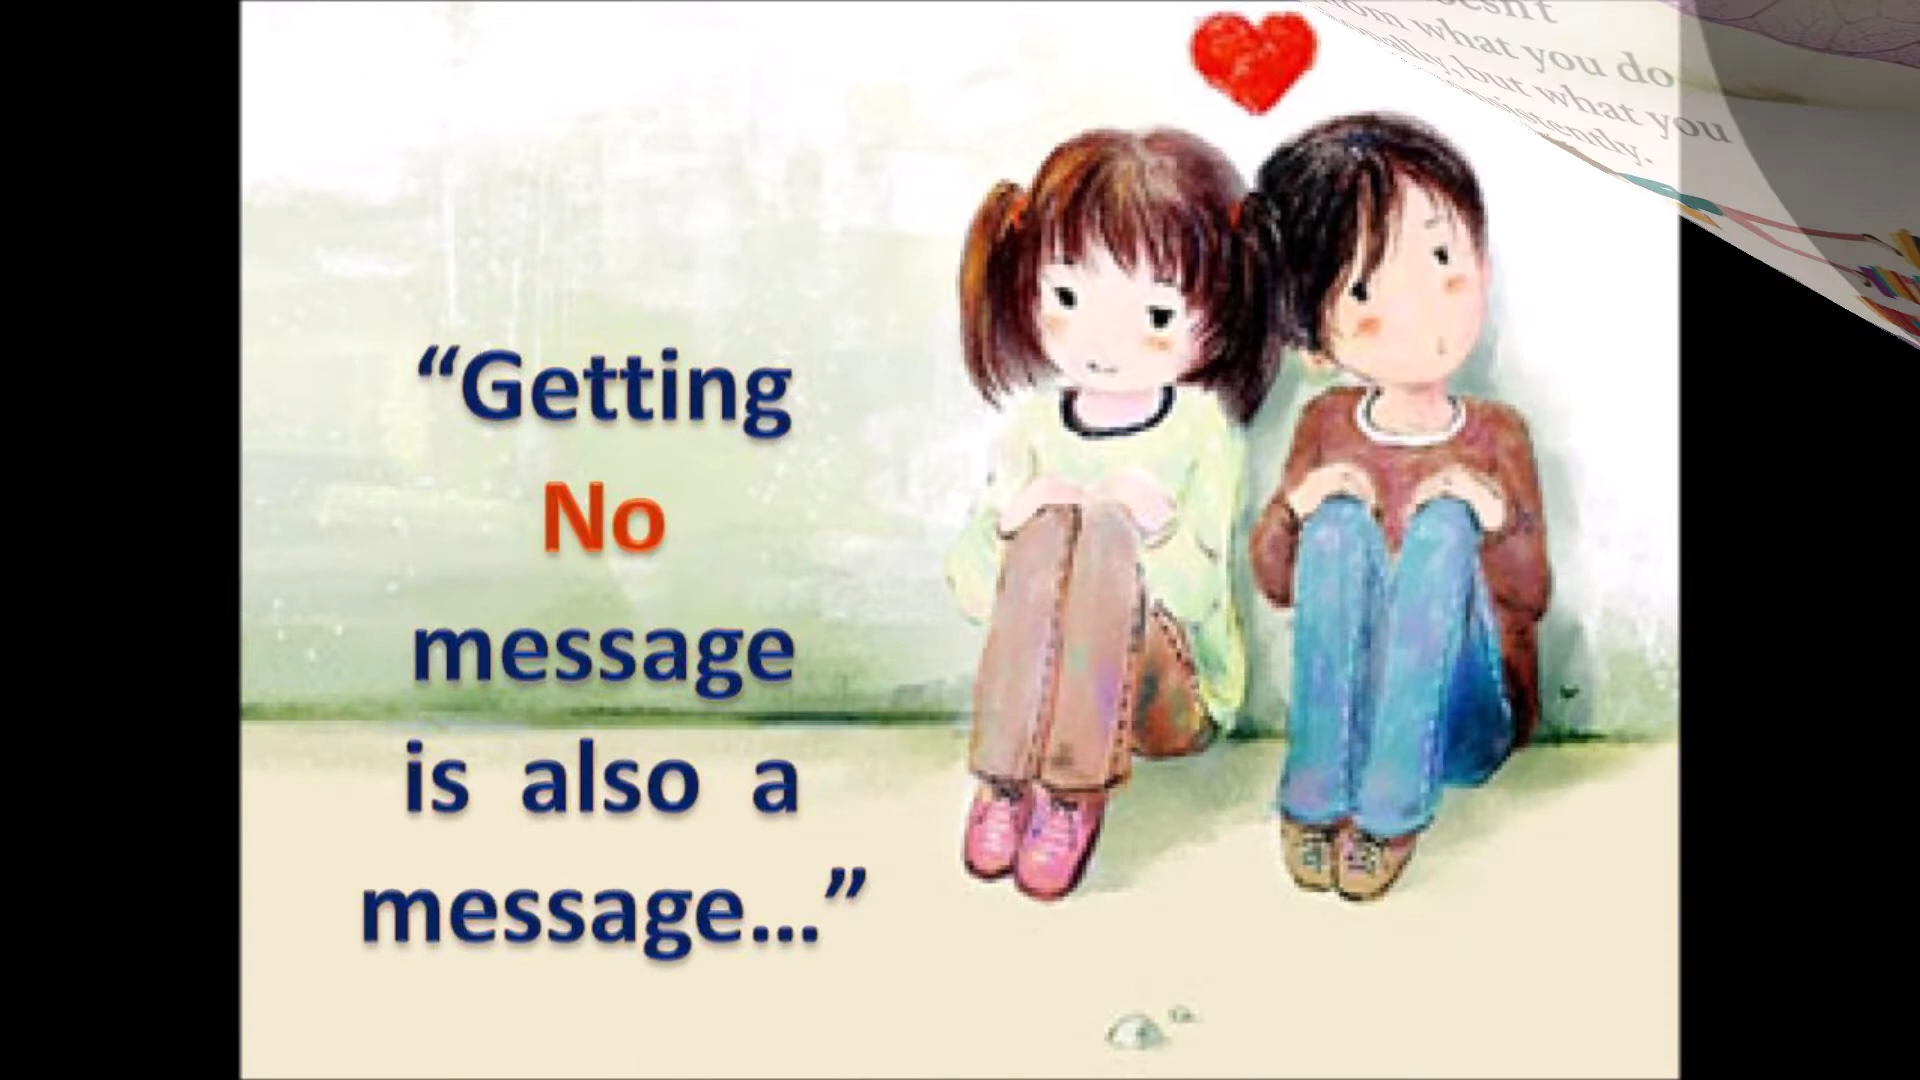 “Getting
No
message
is also a
message...”
what you do
but what you